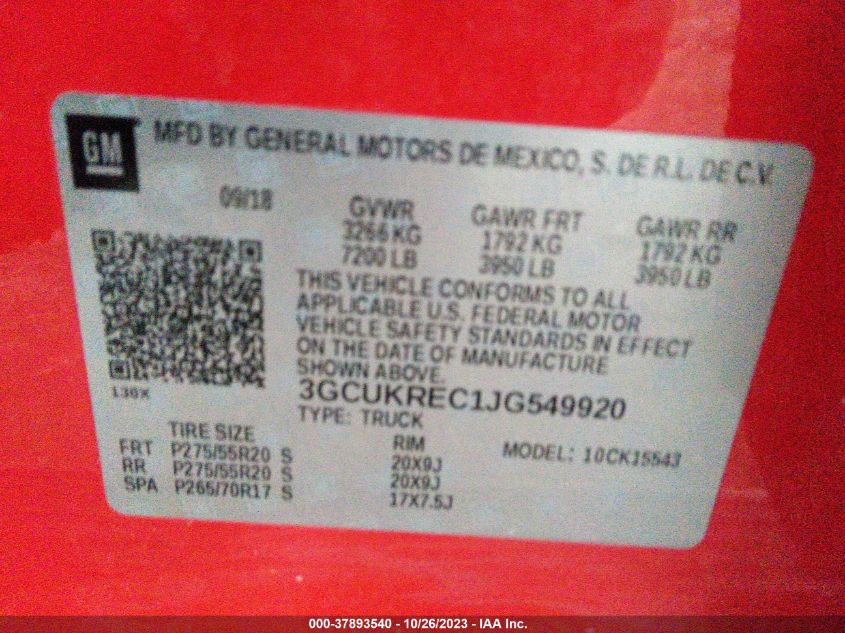 GM
MFD BY GENERAL MOTORS DE MEXICO, S. DE R.L. DE C.V.
09/18
GVWR
3266 KG
7200 LB
GAWR FRT
1792 KG
3950 LB
GAWR RR
1792 KG
3950 LB
THIS VEHICLE CONFORMS TO ALL
APPLICABLE U.S. FEDERAL MOTOR
VEHICLE SAFETY STANDARDS IN EFFECT
ON THE DATE OF MANUFACTURE
SHOWN ABOVE.
130X
3GCUKREC1JG549920
TYPE: TRUCK
TIRE SIZE RIM MODEL: 10CK15543
FRT P275/55R20 S 20X9J
RR P275/55R20 S 20X9J
SPA P265/70R17 S 17X7.5J
000-37893540 - 10/26/2023 - IAA Inc.